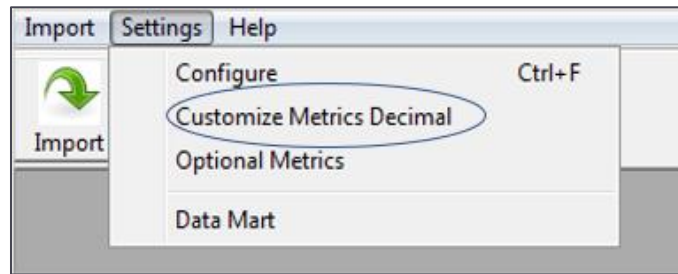 Import Settings Help
Import
Configure Ctrl+F
Customize Metrics Decimal
Optional Metrics
Data Mart